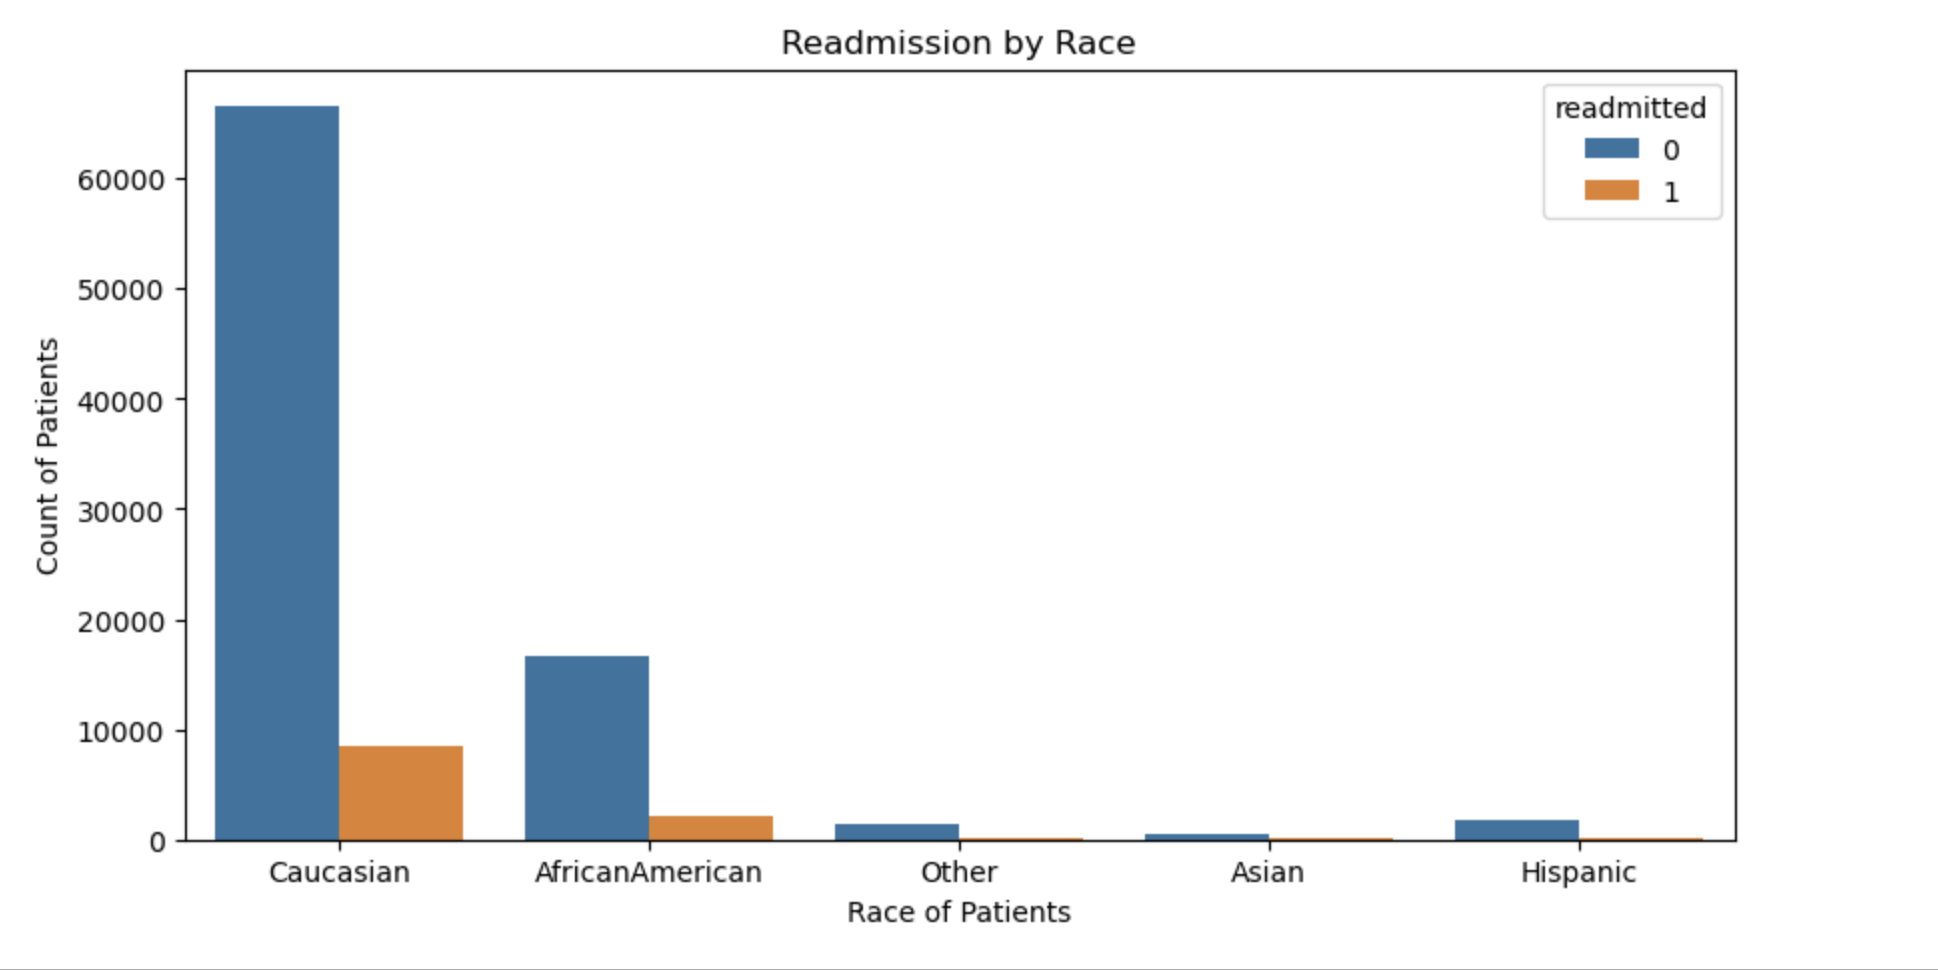 Readmission by Race
readmitted
0
1
60000
50000
40000
30000
20000
10000
0
Count of Patients
Caucasian
AfricanAmerican
Other
Asian
Hispanic
Race of Patients